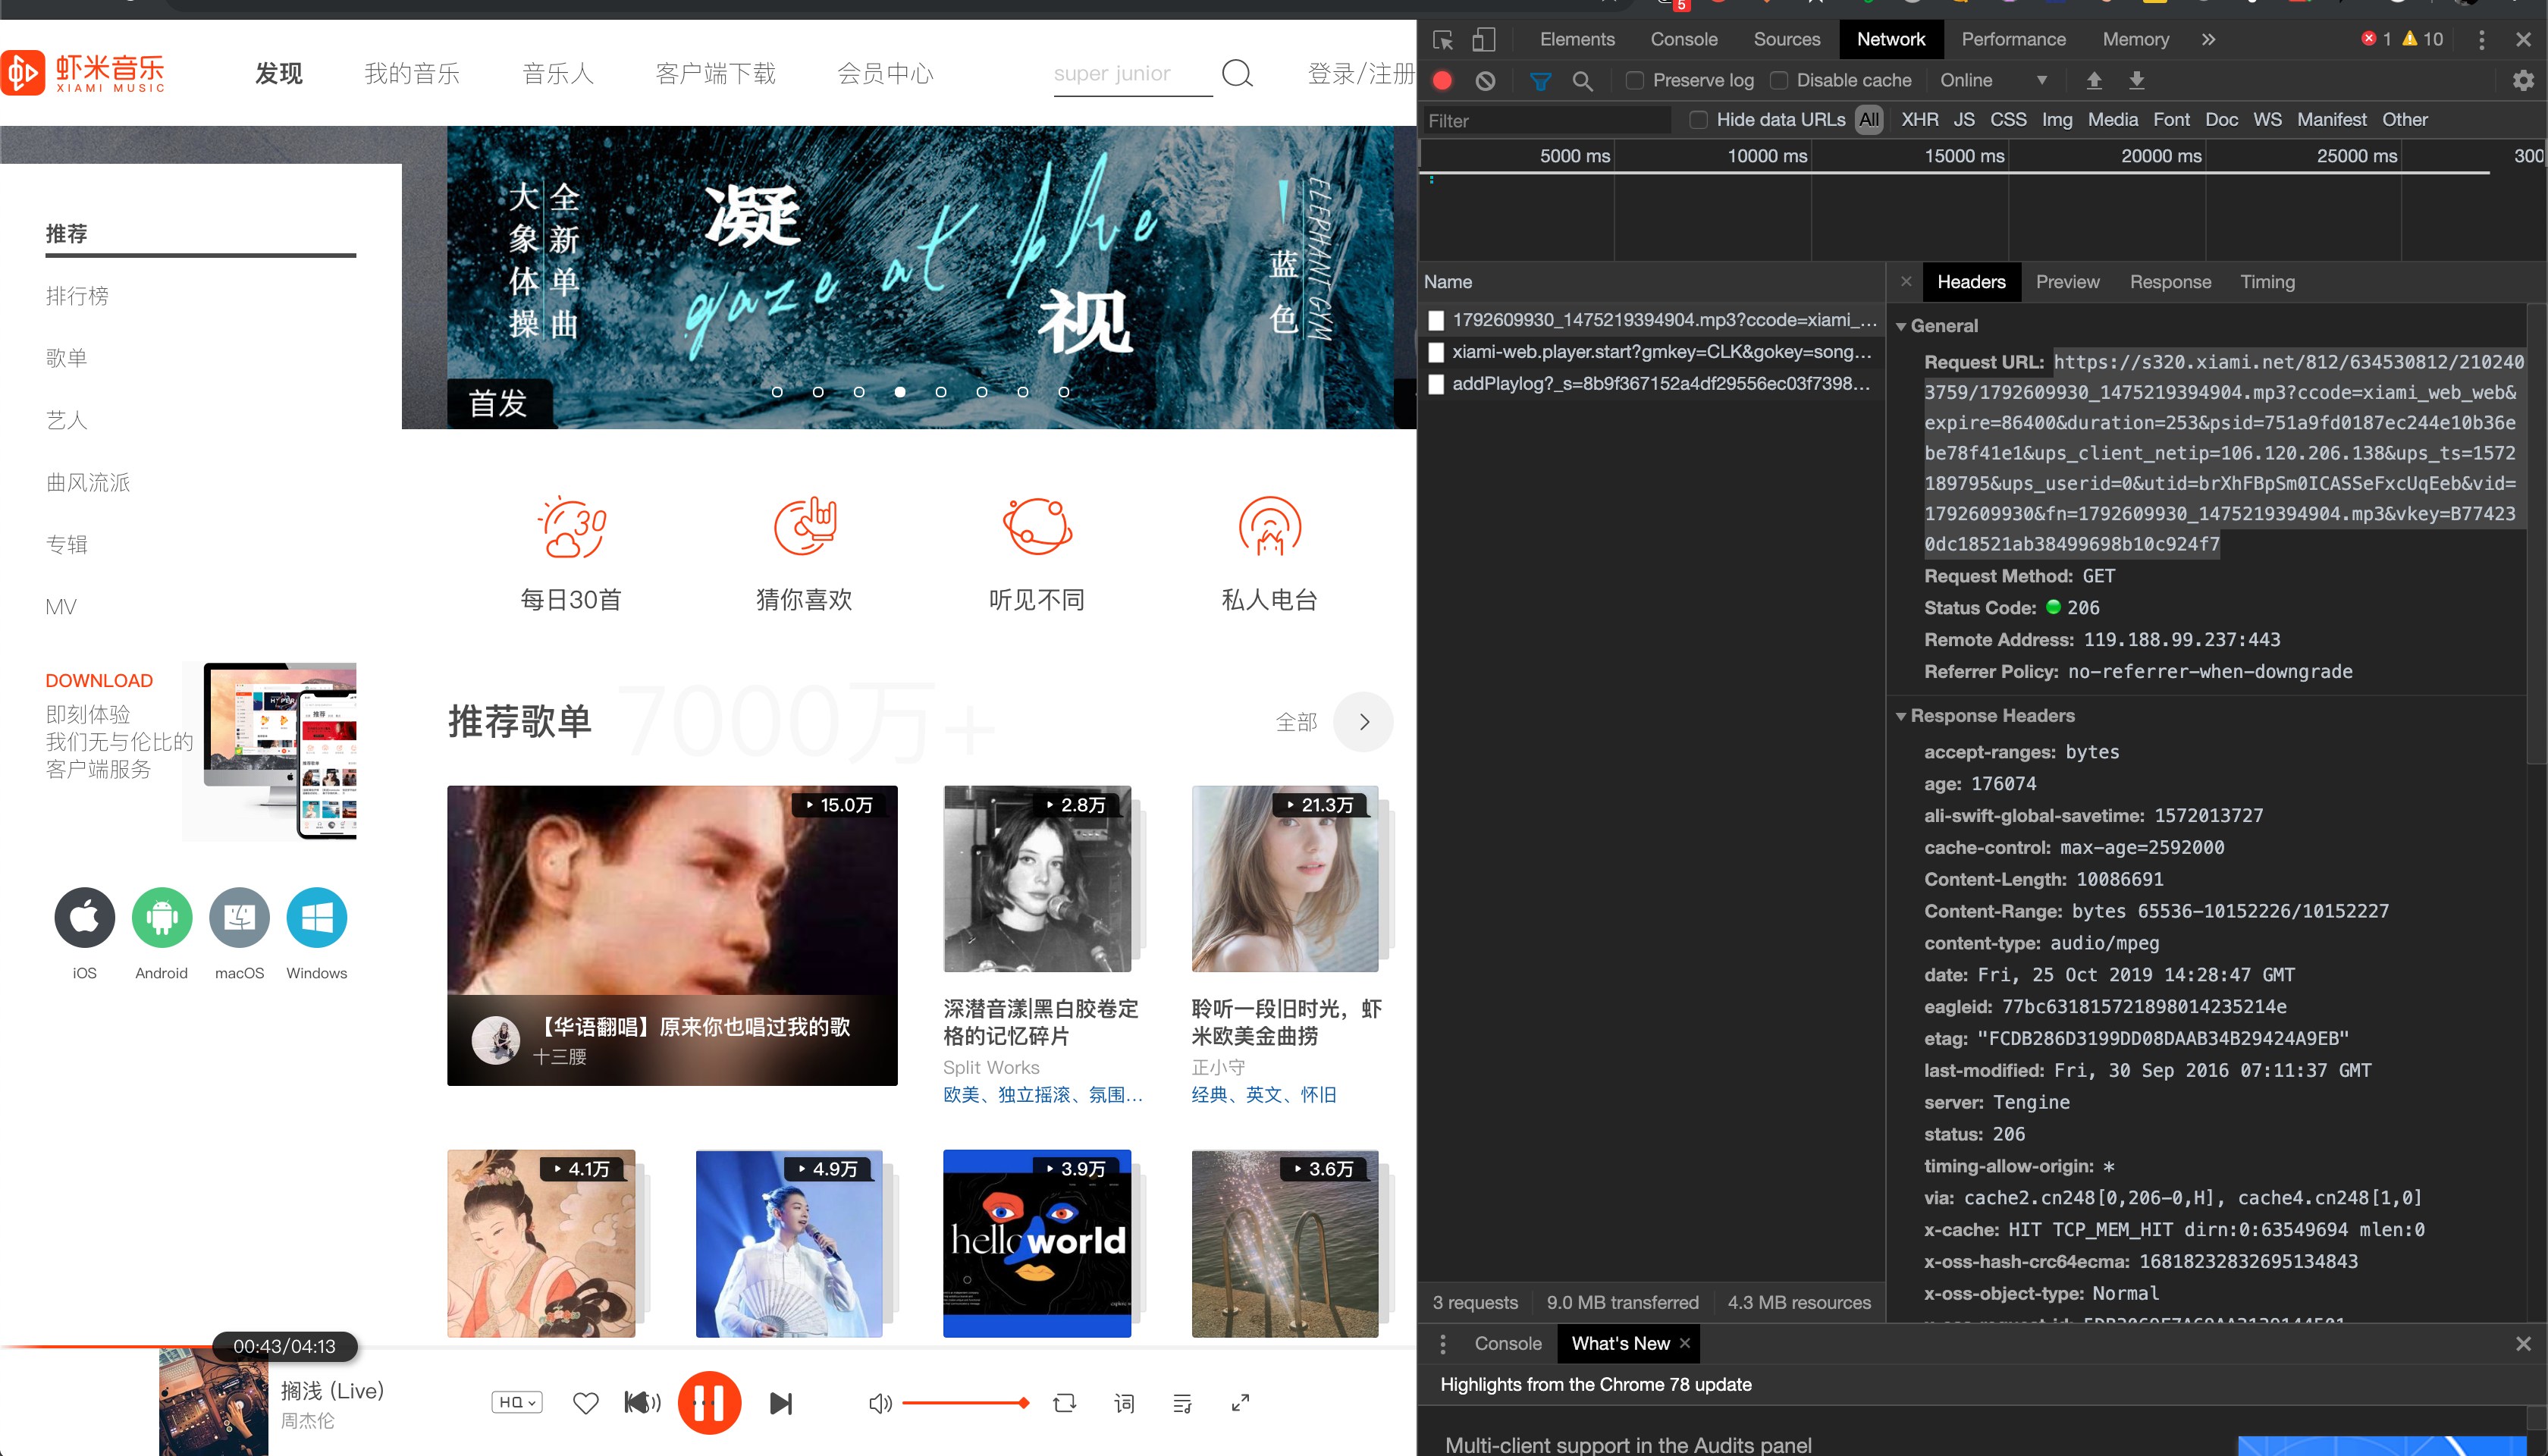 5
虾米音乐
XIAMI MUSIC
发现
我的音乐
音乐人
客户端下载
会员中心
super junior
登录/注册
推荐
排行榜
歌单
艺人
曲风流派
专辑
MV
DOWNLOAD
即刻体验
我们无与伦比的
客户端服务
iOS
Android
macOS
Windows
大象体操
全新单曲
凝
gaze at blue
视
蓝色
ELEPHANT GYM
首发
30
每日30首
猜你喜欢
听见不同
私人电台
7000万+
推荐歌单
全部
15.0万
【华语翻唱】原来你也唱过我的歌
十三腰
2.8万
深潜音漾|黑白胶卷定
格的记忆碎片
Split Works
欧美、独立摇滚、氛围...
21.3万
聆听一段旧时光，虾
米欧美金曲捞
正小守
经典、英文、怀旧
4.1万
4.9万
3.9万
hello world
3.6万
00:43/04:13
搁浅 (Live)
周杰伦
HQ
词
Elements
Console
Sources
Network
Performance
Memory
»
1
10
Preserve log
Disable cache
Online
Filter
Hide data URLs
All
XHR
JS
CSS
Img
Media
Font
Doc
WS
Manifest
Other
5000 ms
10000 ms
15000 ms
20000 ms
25000 ms
300
Name
1792609930_1475219394904.mp3?ccode=xiami_...
xiami-web.player.start?gmkey=CLK&gokey=song...
addPlaylog?_s=8b9f367152a4df29556ec03f7398...
Headers
Preview
Response
Timing
General
Request URL: https://s320.xiami.net/812/634530812/210240
3759/1792609930_1475219394904.mp3?ccode=xiami_web_web&
expire=86400&duration=253&psid=751a9fd0187ec244e10b36e
be78f41e1&ups_client_netip=106.120.206.138&ups_ts=1572
189795&ups_userid=0&utid=brXhFBpSm0ICASSeFxcUqEeb&vid=
1792609930&fn=1792609930_1475219394904.mp3&vkey=B77423
0dc18521ab38499698b10c924f7
Request Method: GET
Status Code: 206
Remote Address: 119.188.99.237:443
Referrer Policy: no-referrer-when-downgrade
Response Headers
accept-ranges: bytes
age: 176074
ali-swift-global-savetime: 1572013727
cache-control: max-age=2592000
Content-Length: 10086691
Content-Range: bytes 65536-10152226/10152227
content-type: audio/mpeg
date: Fri, 25 Oct 2019 14:28:47 GMT
eagleid: 77bc631815721898014235214e
etag: "FCDB286D3199DD08DAAB34B29424A9EB"
last-modified: Fri, 30 Sep 2016 07:11:37 GMT
server: Tengine
status: 206
timing-allow-origin: *
via: cache2.cn248[0,206-0,H], cache4.cn248[1,0]
x-cache: HIT TCP_MEM_HIT dirn:0:63549694 mlen:0
x-oss-hash-crc64ecma: 16818232832695134843
x-oss-object-type: Normal
3 requests
9.0 MB transferred
4.3 MB resources
Console
What's New
Highlights from the Chrome 78 update
Multi-client support in the Audits panel